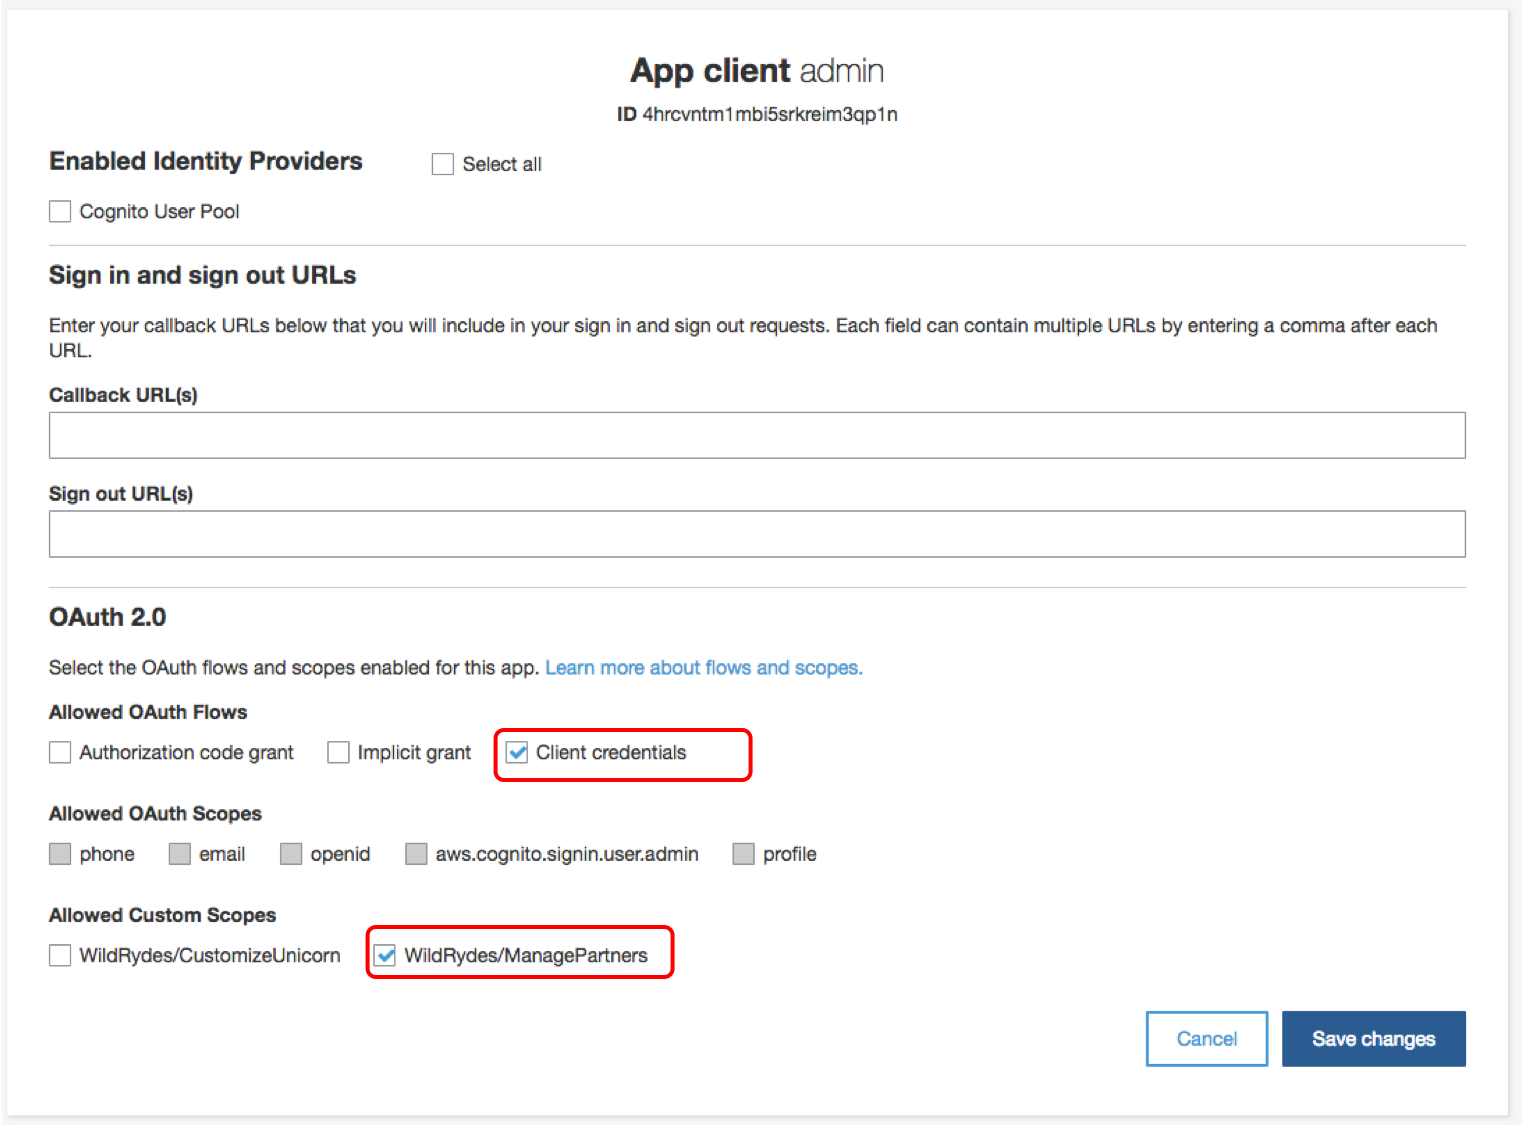 App client admin
ID 4hrcvntm1mbi5srkreim3qp1n
Enabled Identity Providers Select all
Cognito User Pool
Sign in and sign out URLs
Enter your callback URLs below that you will include in your sign in and sign out requests. Each field can contain multiple URLs by entering a comma after each
URL.
Callback URL(s)
Sign out URL(s)
OAuth 2.0
Select the OAuth flows and scopes enabled for this app. Learn more about flows and scopes.
Allowed OAuth Flows
Authorization code grant Implicit grant Client credentials
Allowed OAuth Scopes
phone email openid aws.cognito.signin.user.admin profile
Allowed Custom Scopes
WildRydes/CustomizeUnicorn WildRydes/ManagePartners
Cancel Save changes